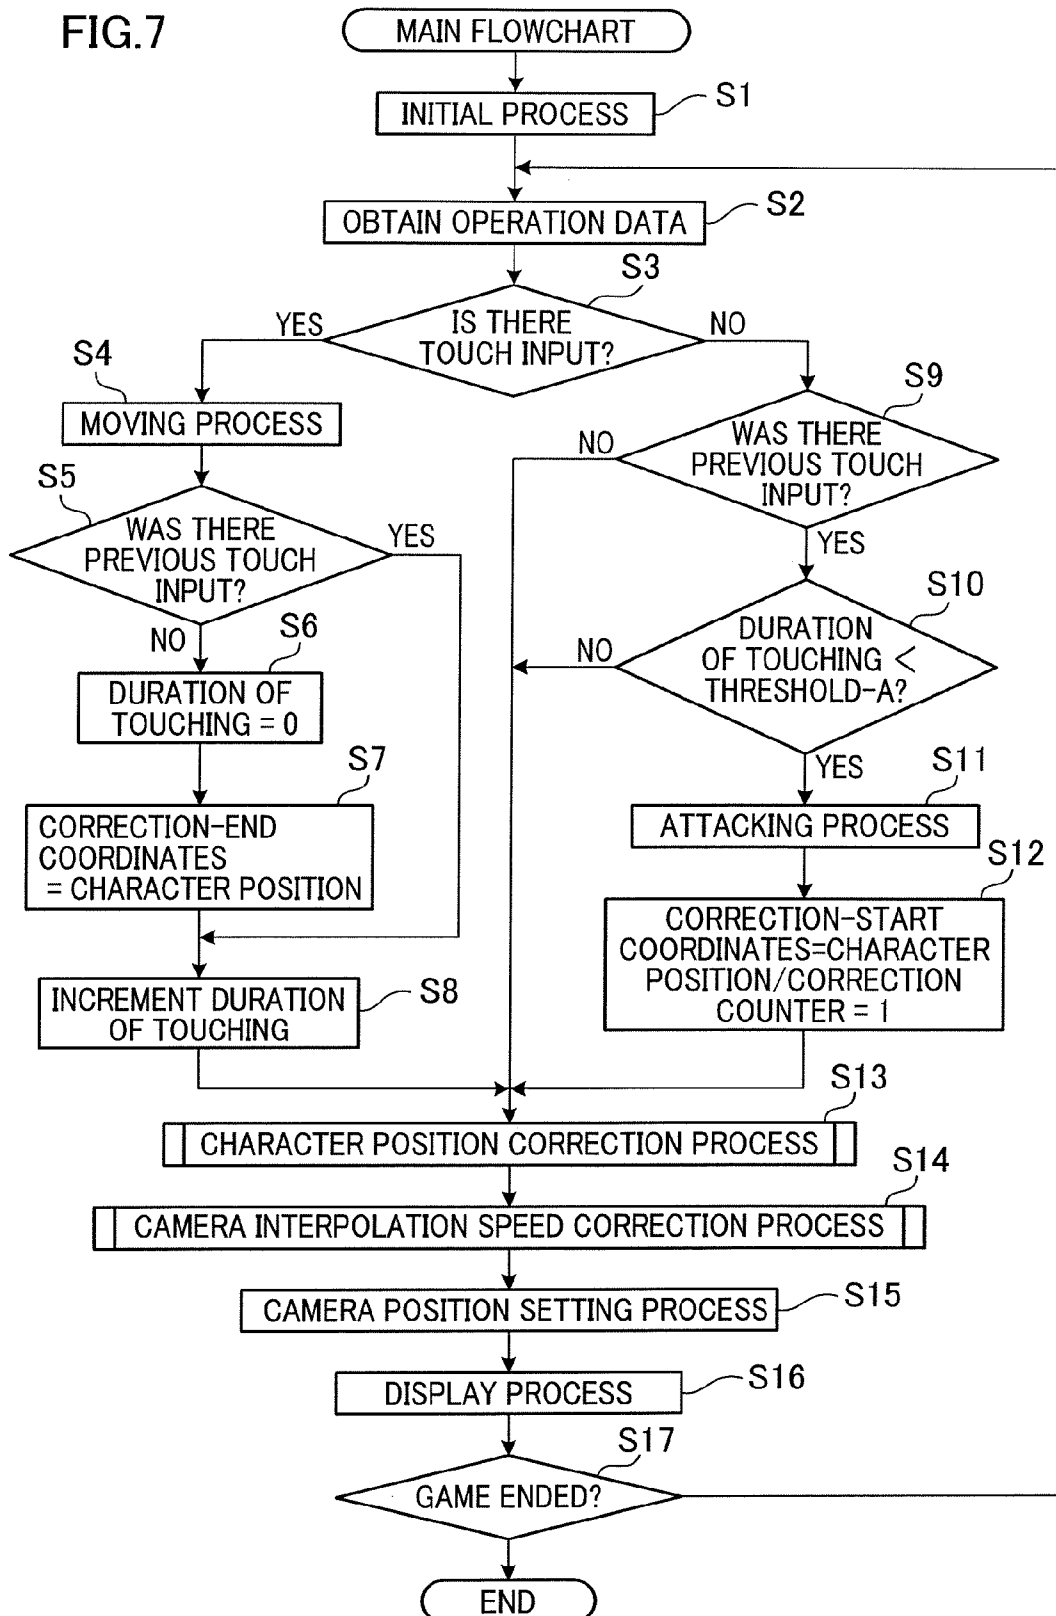 FIG.7
MAIN FLOWCHART
INITIAL PROCESS
S1
OBTAIN OPERATION DATA
S2
IS THERE
TOUCH INPUT?
S3
YES
NO
S4
MOVING PROCESS
S5
WAS THERE
PREVIOUS TOUCH
INPUT?
YES
NO
S6
DURATION OF
TOUCHING = 0
S7
CORRECTION-END
COORDINATES
= CHARACTER POSITION
INCREMENT DURATION
OF TOUCHING
S8
S9
WAS THERE
PREVIOUS TOUCH
INPUT?
NO
YES
S10
DURATION
OF TOUCHING <
THRESHOLD-A?
NO
YES
S11
ATTACKING PROCESS
S12
CORRECTION-START
COORDINATES=CHARACTER
POSITION/CORRECTION
COUNTER = 1
S13
CHARACTER POSITION CORRECTION PROCESS
S14
CAMERA INTERPOLATION SPEED CORRECTION PROCESS
CAMERA POSITION SETTING PROCESS
S15
DISPLAY PROCESS
S16
S17
GAME ENDED?
END